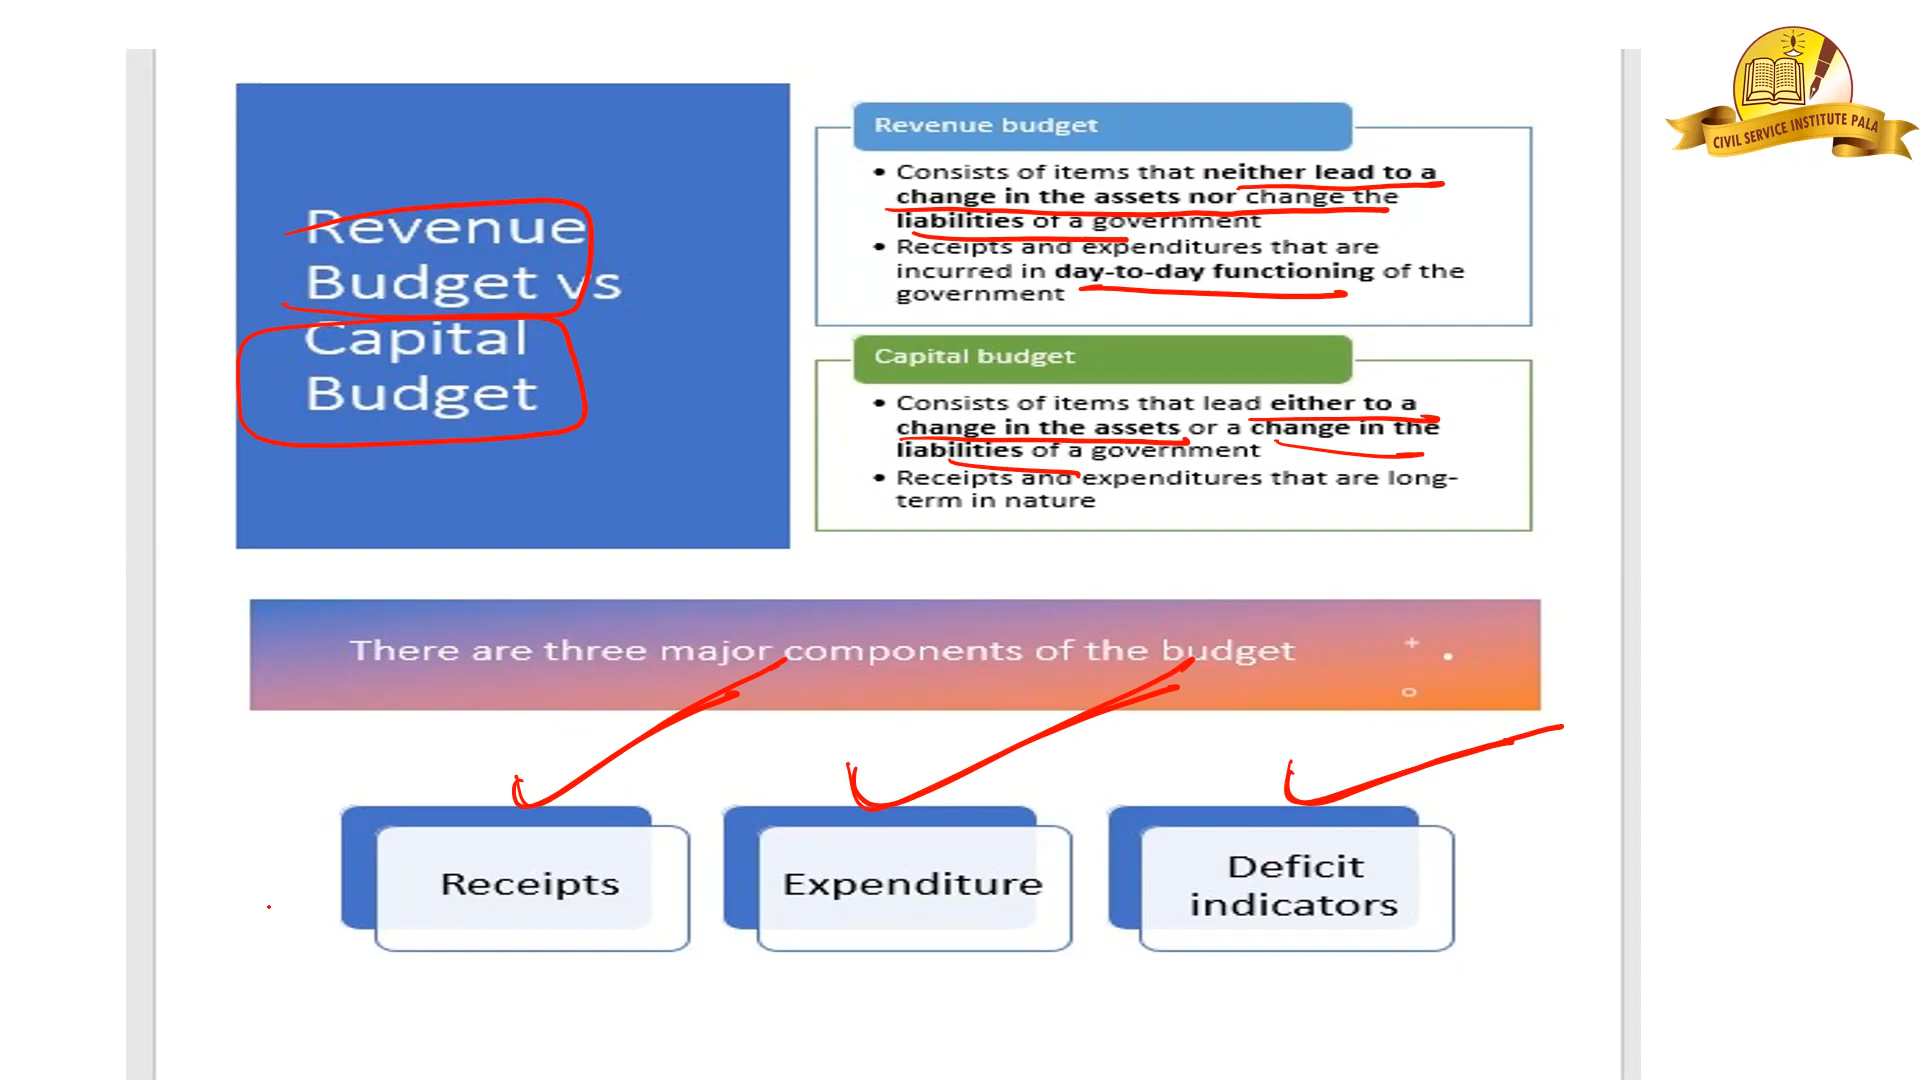 Revenue
Budget vs
Capital
Budget
Revenue budget
• Consists of items that neither lead to a
change in the assets nor change the
liabilities of a government
• Receipts and expenditures that are
incurred in day-to-day functioning of the
government
Capital budget
• Consists of items that lead either to a
change in the assets or a change in the
liabilities of a government
• Receipts and expenditures that are long-
term in nature
There are three major components of the budget
Receipts
Expenditure
Deficit
indicators
CIVIL SERVICE INSTITUTE PALA